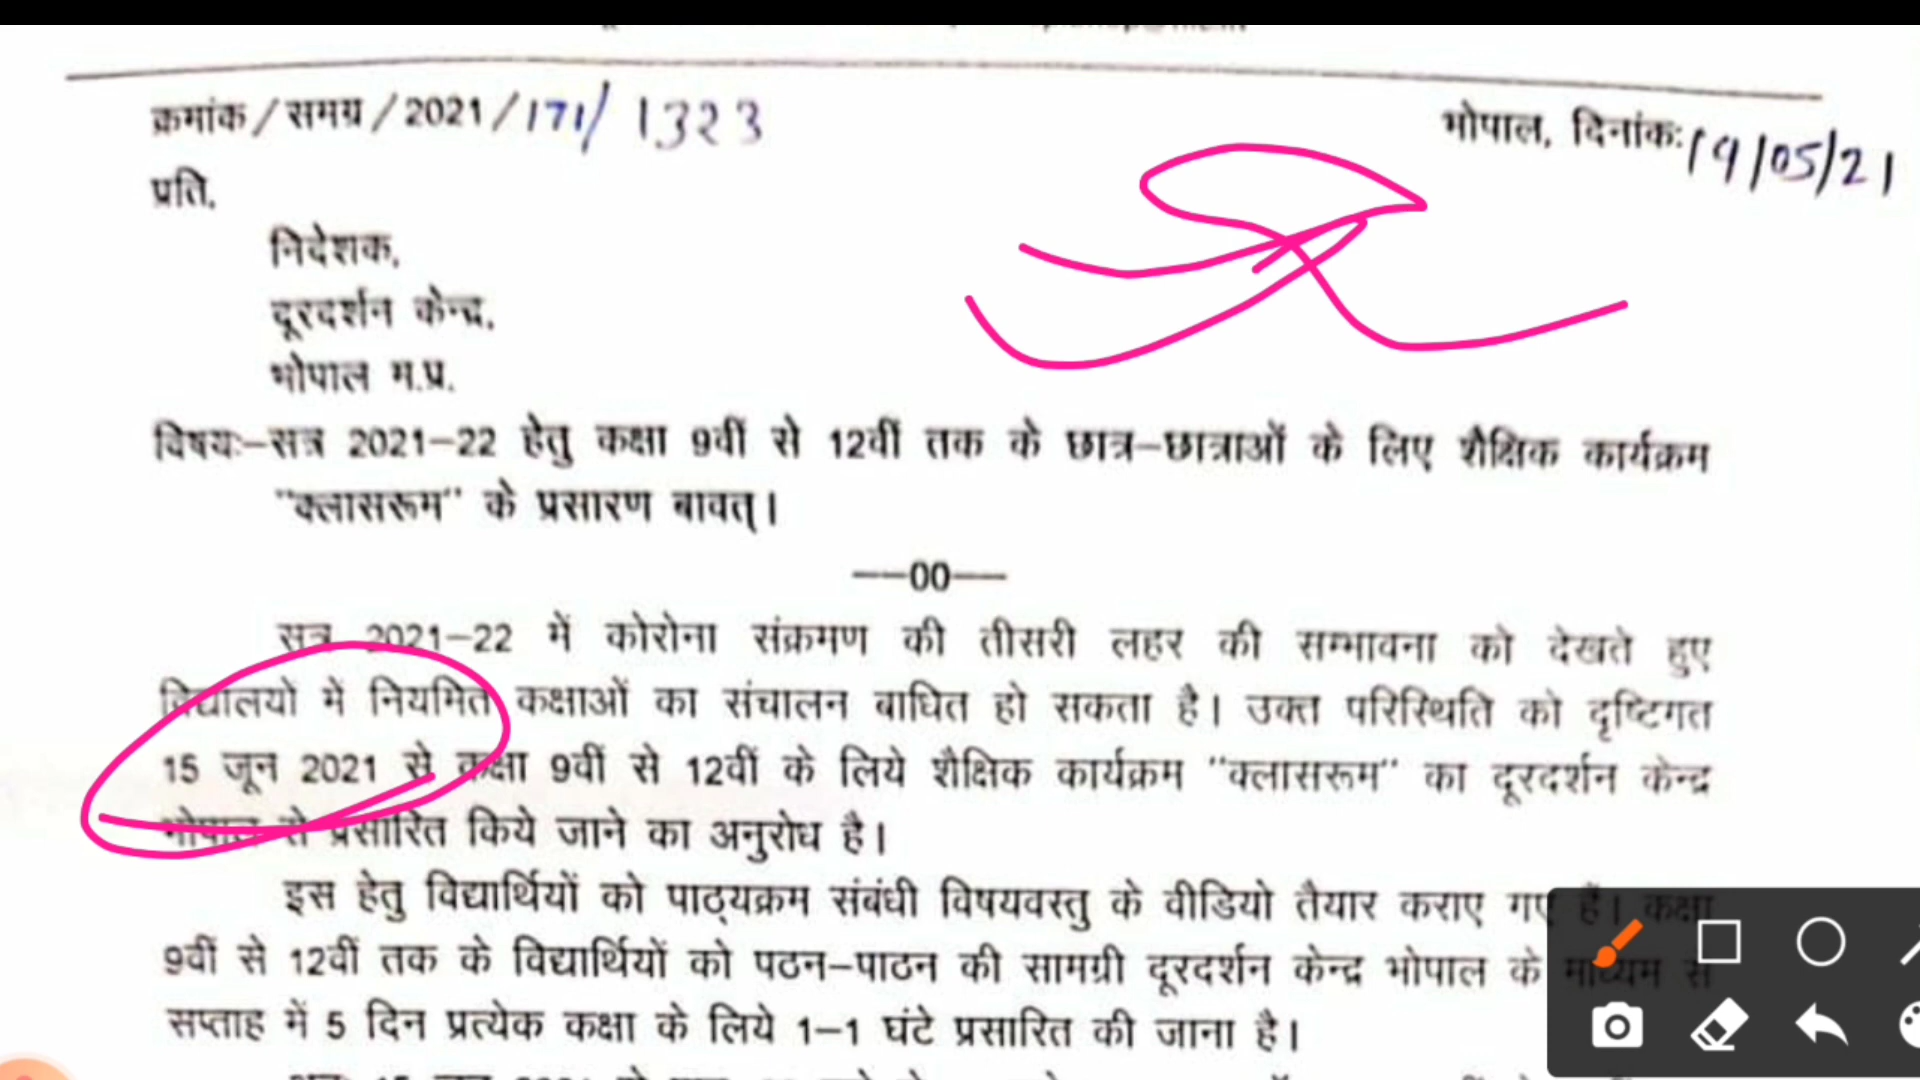 क्रमांक/समग्र/2021/171/ 1323
भोपाल, दिनांक: 19/05/21
प्रति,
निदेशक,
दूरदर्शन केन्द्र,
भोपाल म.प्र.
विषय:–सत्र 2021–22 हेतु कक्षा 9वीं से 12वीं तक के छात्र–छात्राओं के लिए शैक्षिक कार्यक्रम
"क्लासरूम" के प्रसारण बावत्।
––00––
सत्र 2021–22 में कोरोना संक्रमण की तीसरी लहर की सम्भावना को देखते हुए
विद्यालयों में नियमित कक्षाओं का संचालन बाधित हो सकता है। उक्त परिस्थिति को दृष्टिगत
15 जून 2021 से कक्षा 9वीं से 12वीं के लिये शैक्षिक कार्यक्रम "क्लासरूम" का दूरदर्शन केन्द्र
भोपाल से प्रसारित किये जाने का अनुरोध है।
इस हेतु विद्यार्थियों को पाठ्यक्रम संबंधी विषयवस्तु के वीडियो तैयार कराए गए है। कक्षा
9वीं से 12वीं तक के विद्यार्थियों को पठन–पाठन की सामग्री दूरदर्शन केन्द्र भोपाल के माध्यम से
सप्ताह में 5 दिन प्रत्येक कक्षा के लिये 1–1 घंटे प्रसारित की जाना है।